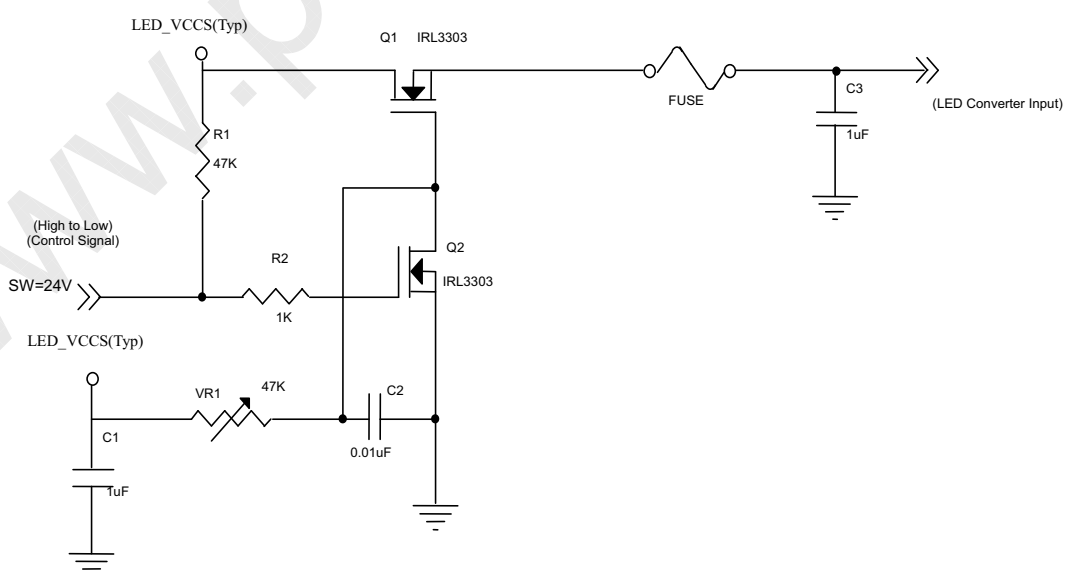 LED_VCCS(Typ)
Q1 IRL3303
FUSE
C3
1uF
(LED Converter Input)
R1
47K
(High to Low)
(Control Signal)
SW=24V
R2
1K
Q2
IRL3303
LED_VCCS(Typ)
VR1
47K
C2
0.01uF
C1
1uF